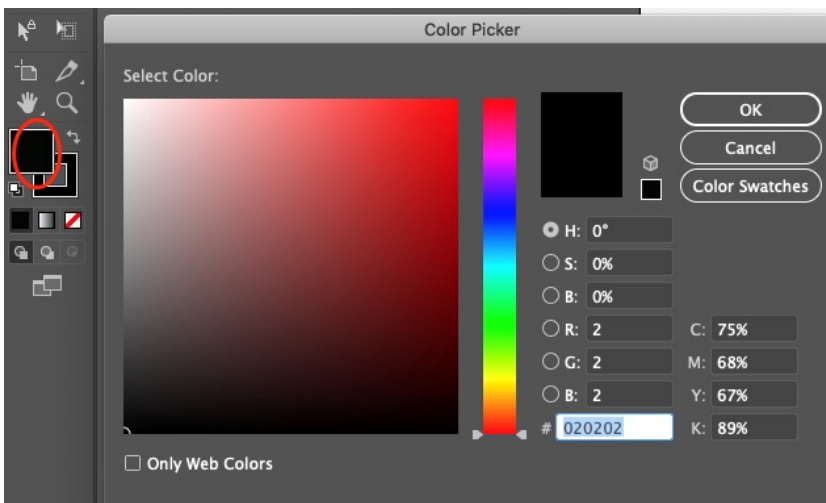 Color Picker
Select Color:
OK
Cancel
Color Swatches
H: 0°
S: 0%
B: 0%
R: 2 C: 75%
G: 2 M: 68%
B: 2 Y: 67%
# 020202 K: 89%
Only Web Colors